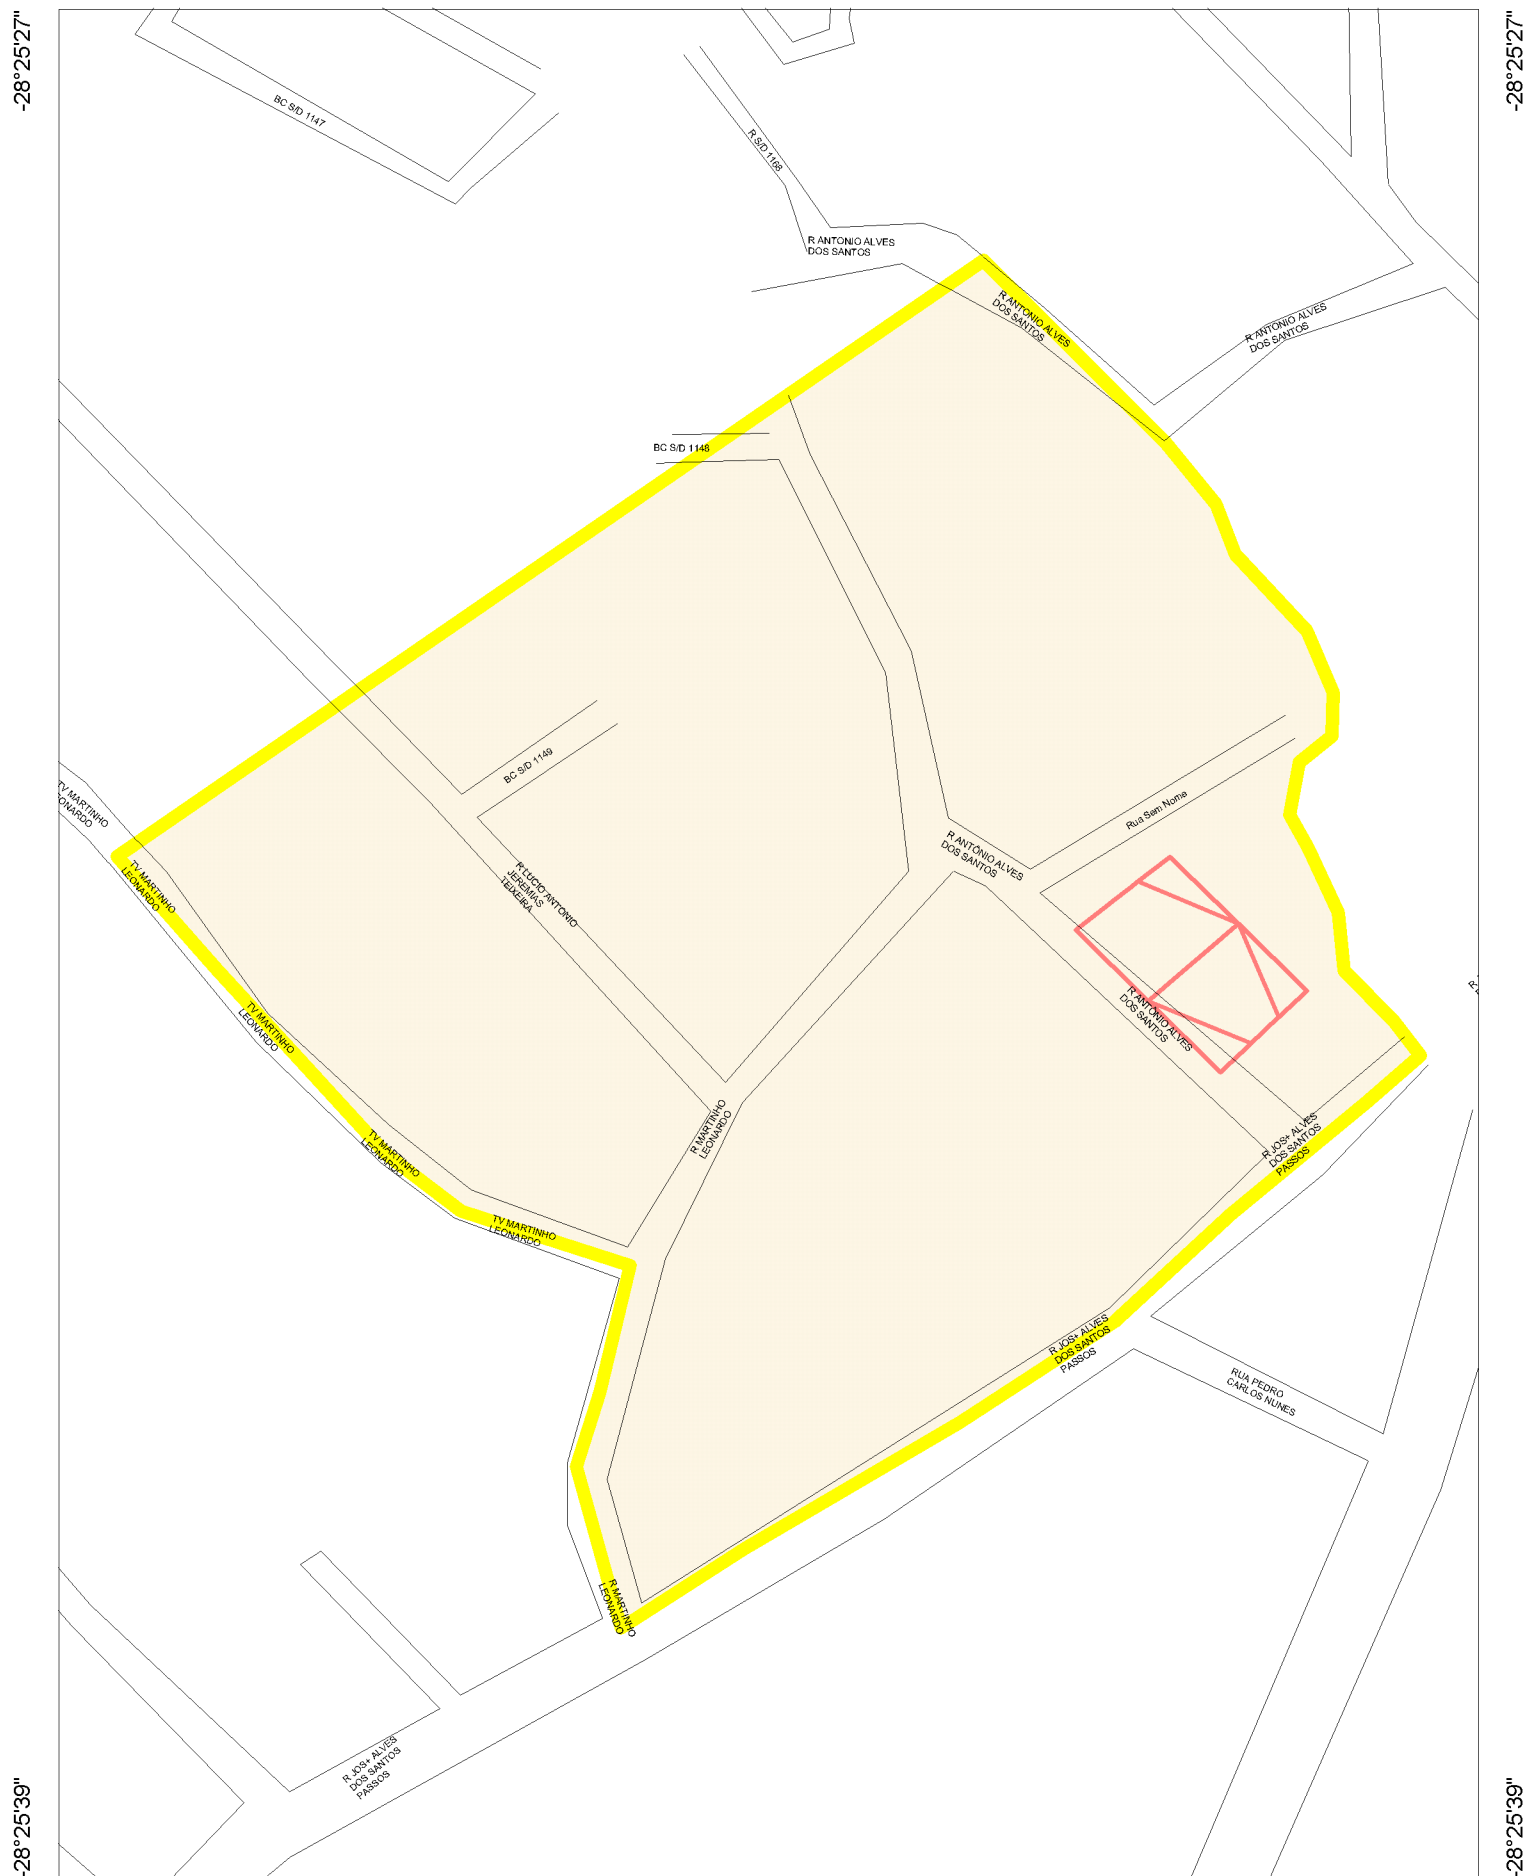 -28°25'27"
-28°25'27"
BC S/D 1147
R S/D 1168
R ANTONIO ALVES
DOS SANTOS
R ANTONIO ALVES
DOS SANTOS
R ANTONIO ALVES
DOS SANTOS
BC S/D 1148
BC S/D 1149
TV MARTINHO
LEONARDO
Rua Sem Nome
R ANTÔNIO ALVES
DOS SANTOS
TV MARTINHO
LEONARDO
R LUCIO ANTONIO
JEREMIAS
TEIXEIRA
TV MARTINHO
LEONARDO
R ANTÔNIO ALVES
DOS SANTOS
TV MARTINHO
LEONARDO
R MARTINHO
LEONARDO
R JOS+ ALVES
DOS SANTOS
PASSOS
TV MARTINHO
LEONARDO
R JOS+ ALVES
DOS SANTOS
PASSOS
RUA PEDRO
CARLOS NUNES
R MARTINHO
LEONARDO
R JOS+ ALVES
DOS SANTOS
PASSOS
-28°25'39"
-28°25'39"